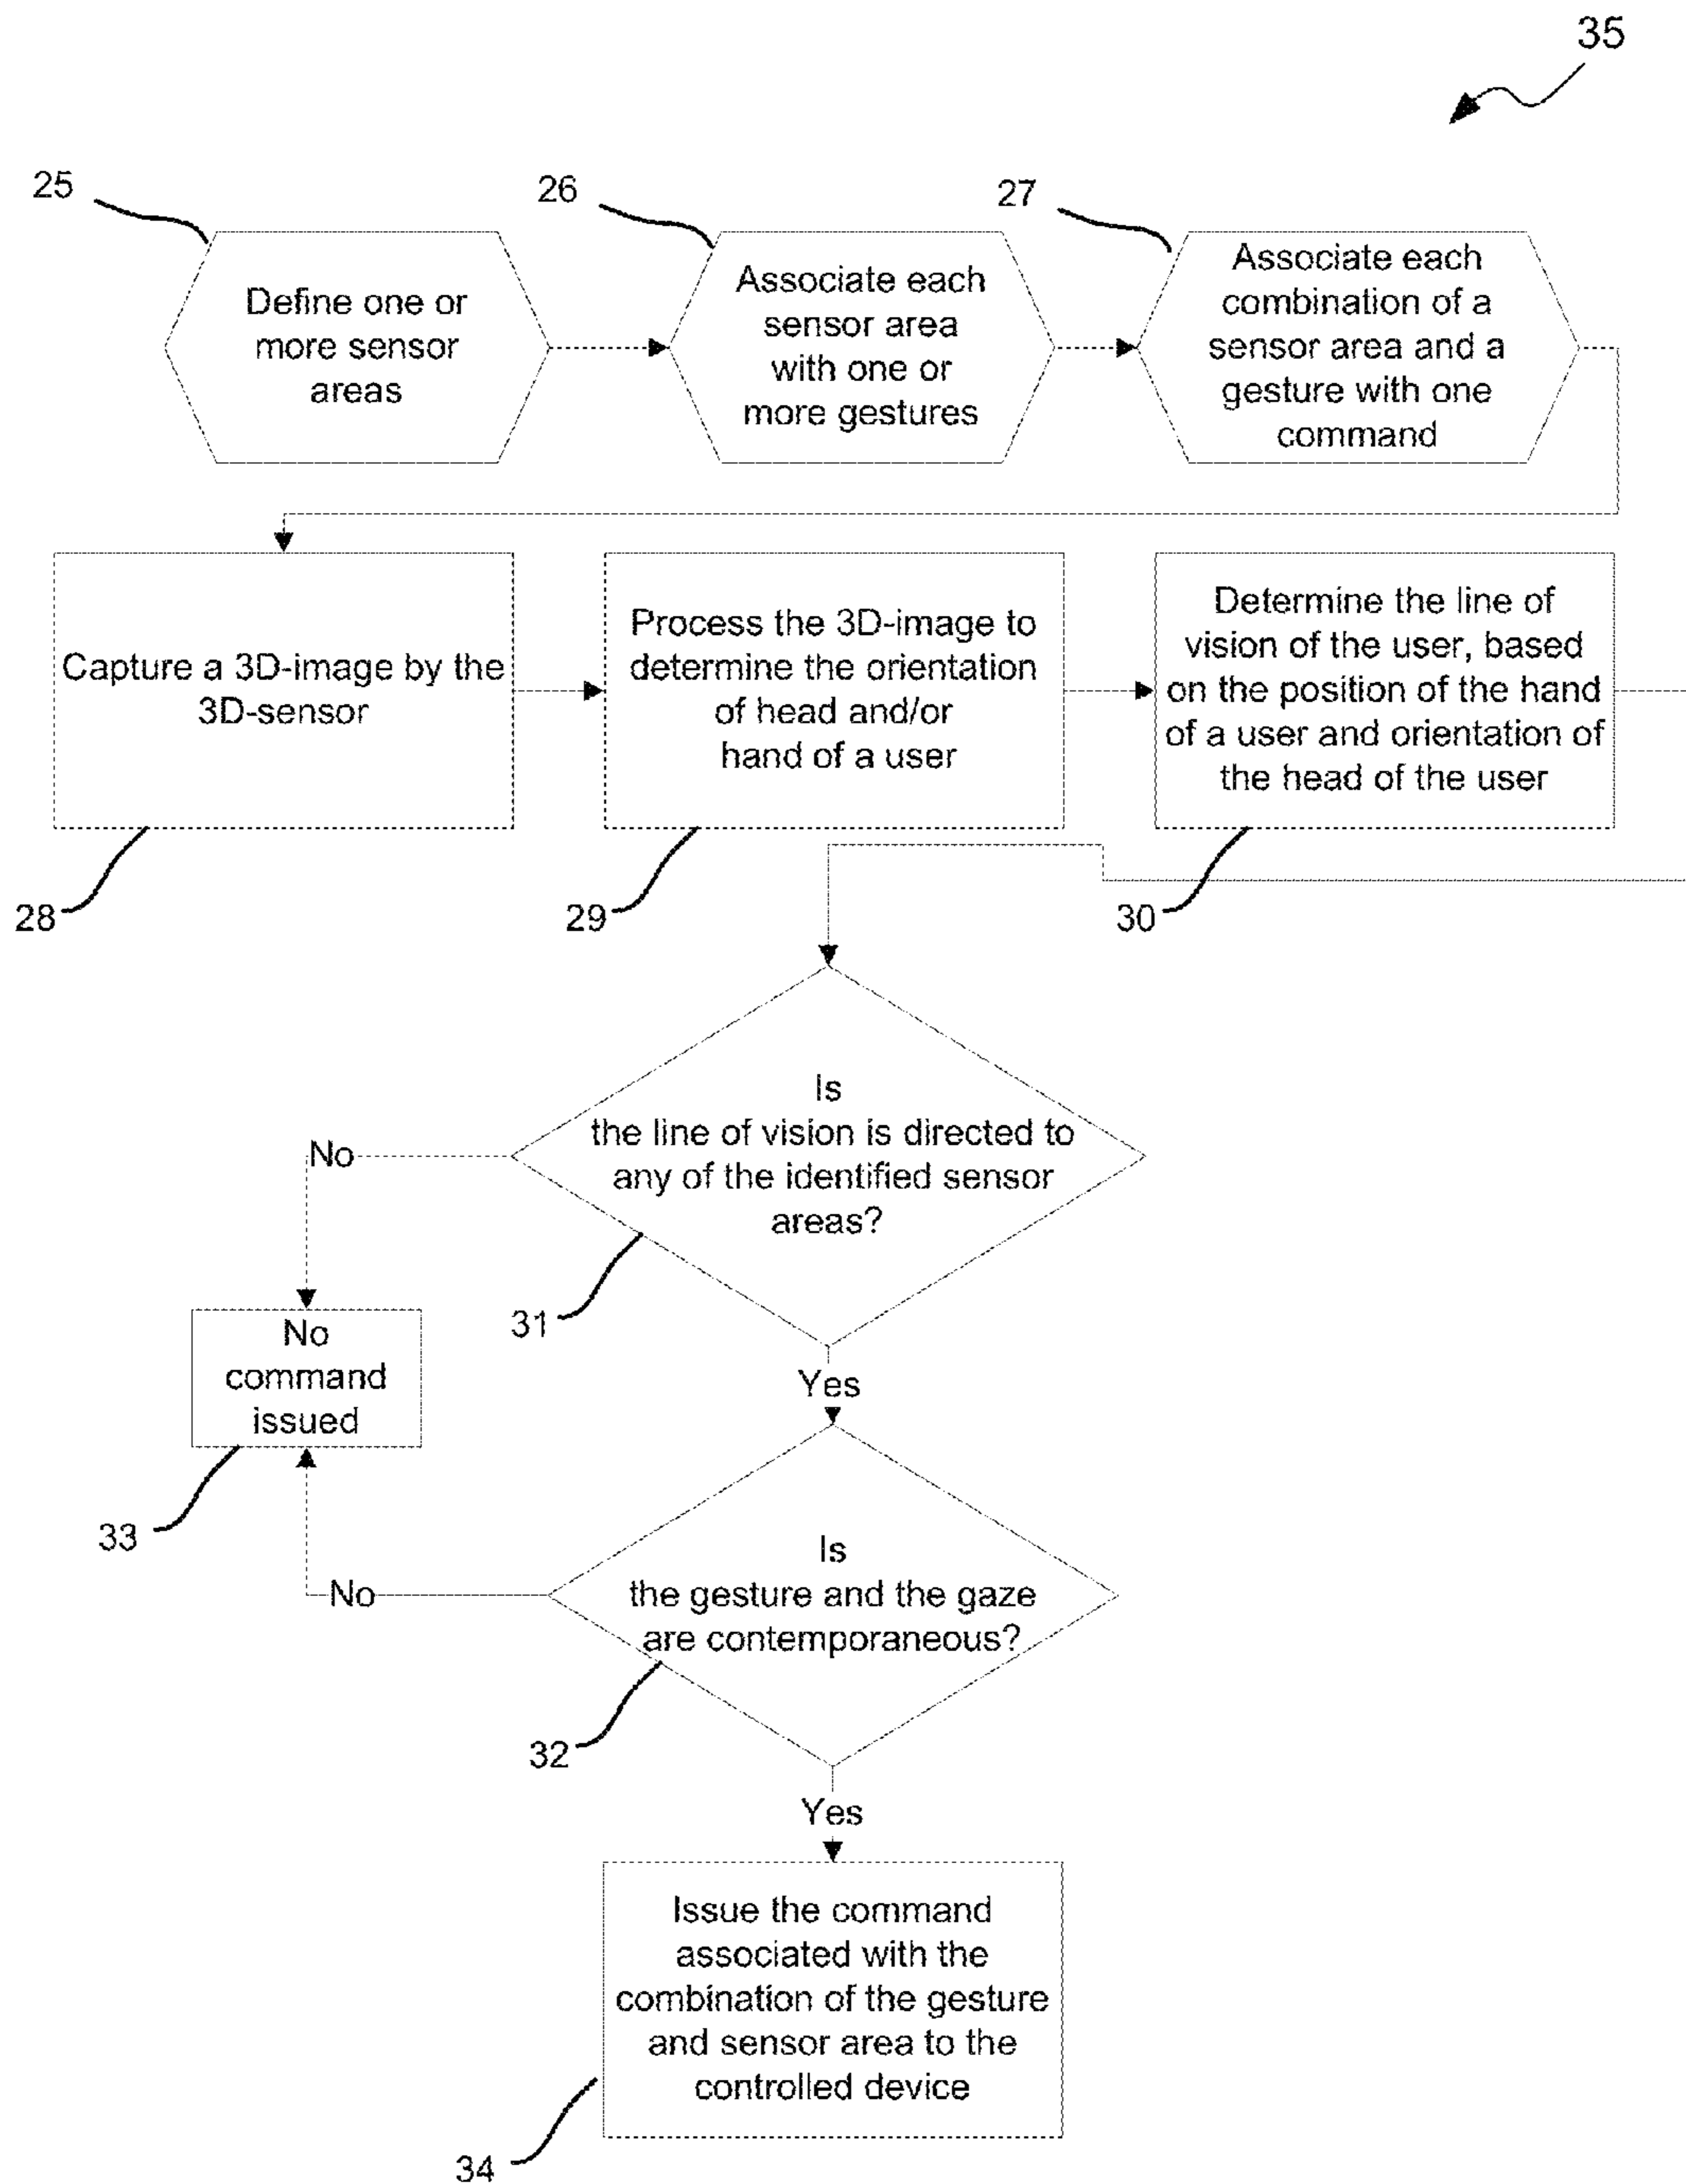 35
25
26
27
Define one or
more sensor
areas
Associate each
sensor area
with one or
more gestures
Associate each
combination of a
sensor area and a
gesture with one
command
Capture a 3D-image by the
3D-sensor
Process the 3D-image to
determine the orientation
of head and/or
hand of a user
Determine the line of
vision of the user, based
on the position of the hand
of a user and orientation of
the head of the user
28
29
30
Is
the line of vision is directed to
any of the identified sensor
areas?
No
31
No
command
issued
Yes
33
Is
the gesture and the gaze
are contemporaneous?
No
32
Yes
Issue the command
associated with the
combination of the gesture
and sensor area to the
controlled device
34